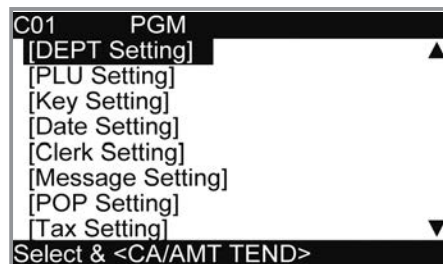 C01 PGM
[DEPT Setting]
[PLU Setting]
[Key Setting]
[Date Setting]
[Clerk Setting]
[Message Setting]
[POP Setting]
[Tax Setting]
Select & <CA/AMT TEND>